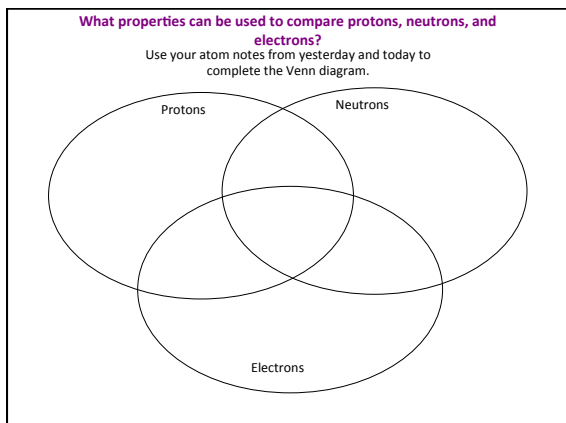 What properties can be used to compare protons, neutrons, and
electrons?
Use your atom notes from yesterday and today to
complete the Venn diagram.
Protons
Neutrons
Electrons